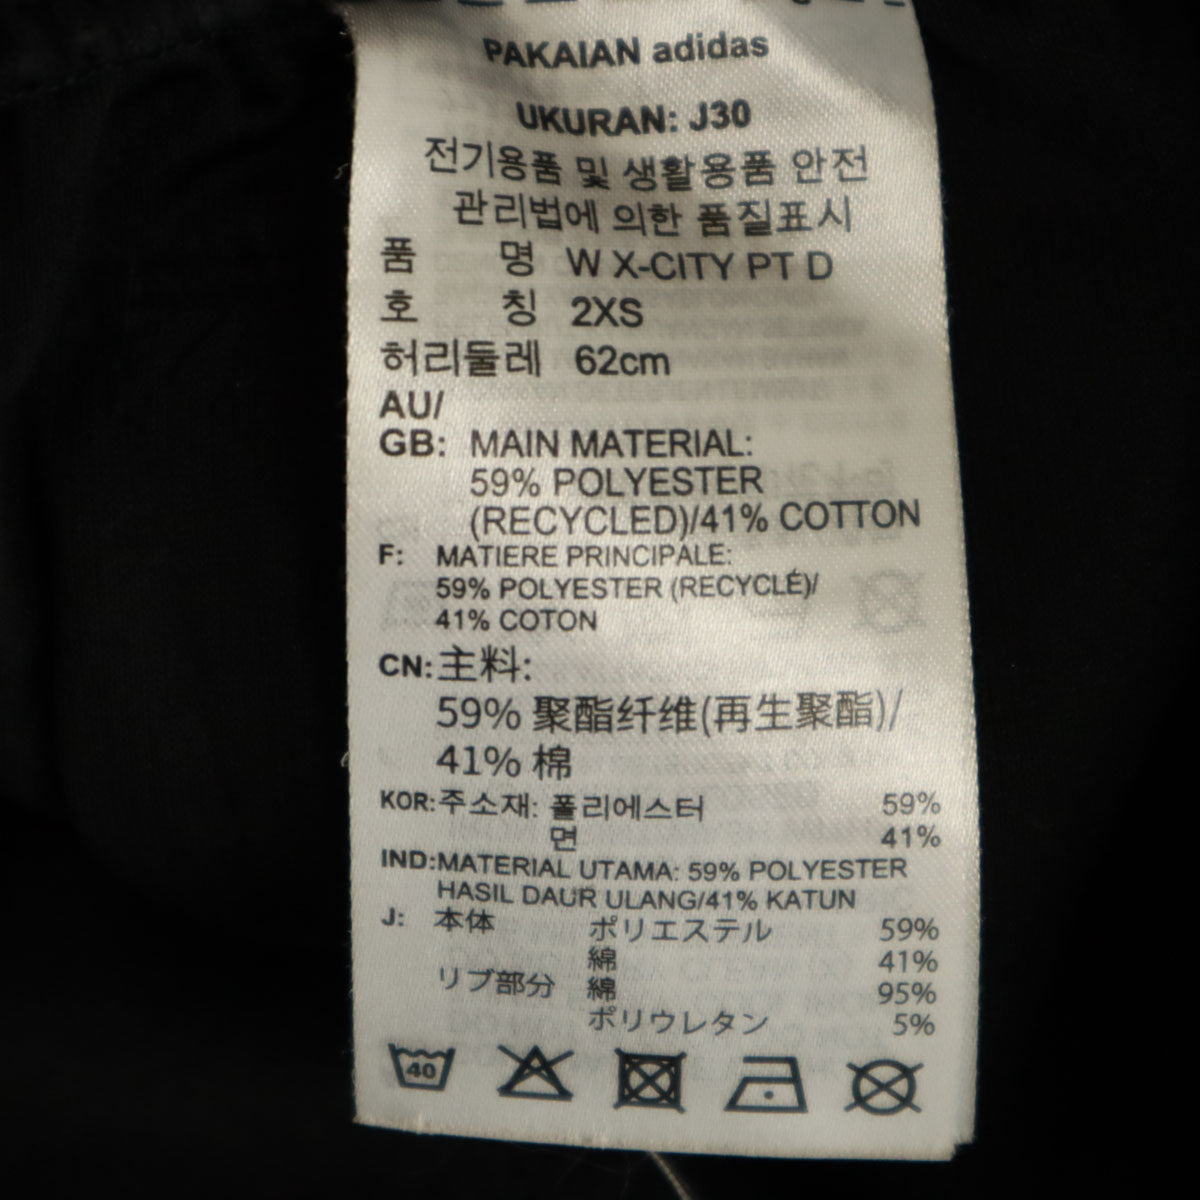 PAKAIAN adidas
UKURAN: J30
전기용품 및 생활용품 안전
관리법에 의한 품질표시
품 명 W X-CITY PT D
호 칭 2XS
허리둘레 62cm
AU/
GB: MAIN MATERIAL:
59% POLYESTER
(RECYCLED)/41% COTTON
F: MATIERE PRINCIPALE:
59% POLYESTER (RECYCLÉ)/
41% COTON
CN: 主料:
59% 聚酯纤维(再生聚酯)/
41% 棉
KOR: 주소재: 폴리에스터 59%
면 41%
IND: MATERIAL UTAMA: 59% POLYESTER
HASIL DAUR ULANG/41% KATUN
J: 本体 ポリエステル 59%
綿 41%
リブ部分 綿 95%
ポリウレタン 5%
40